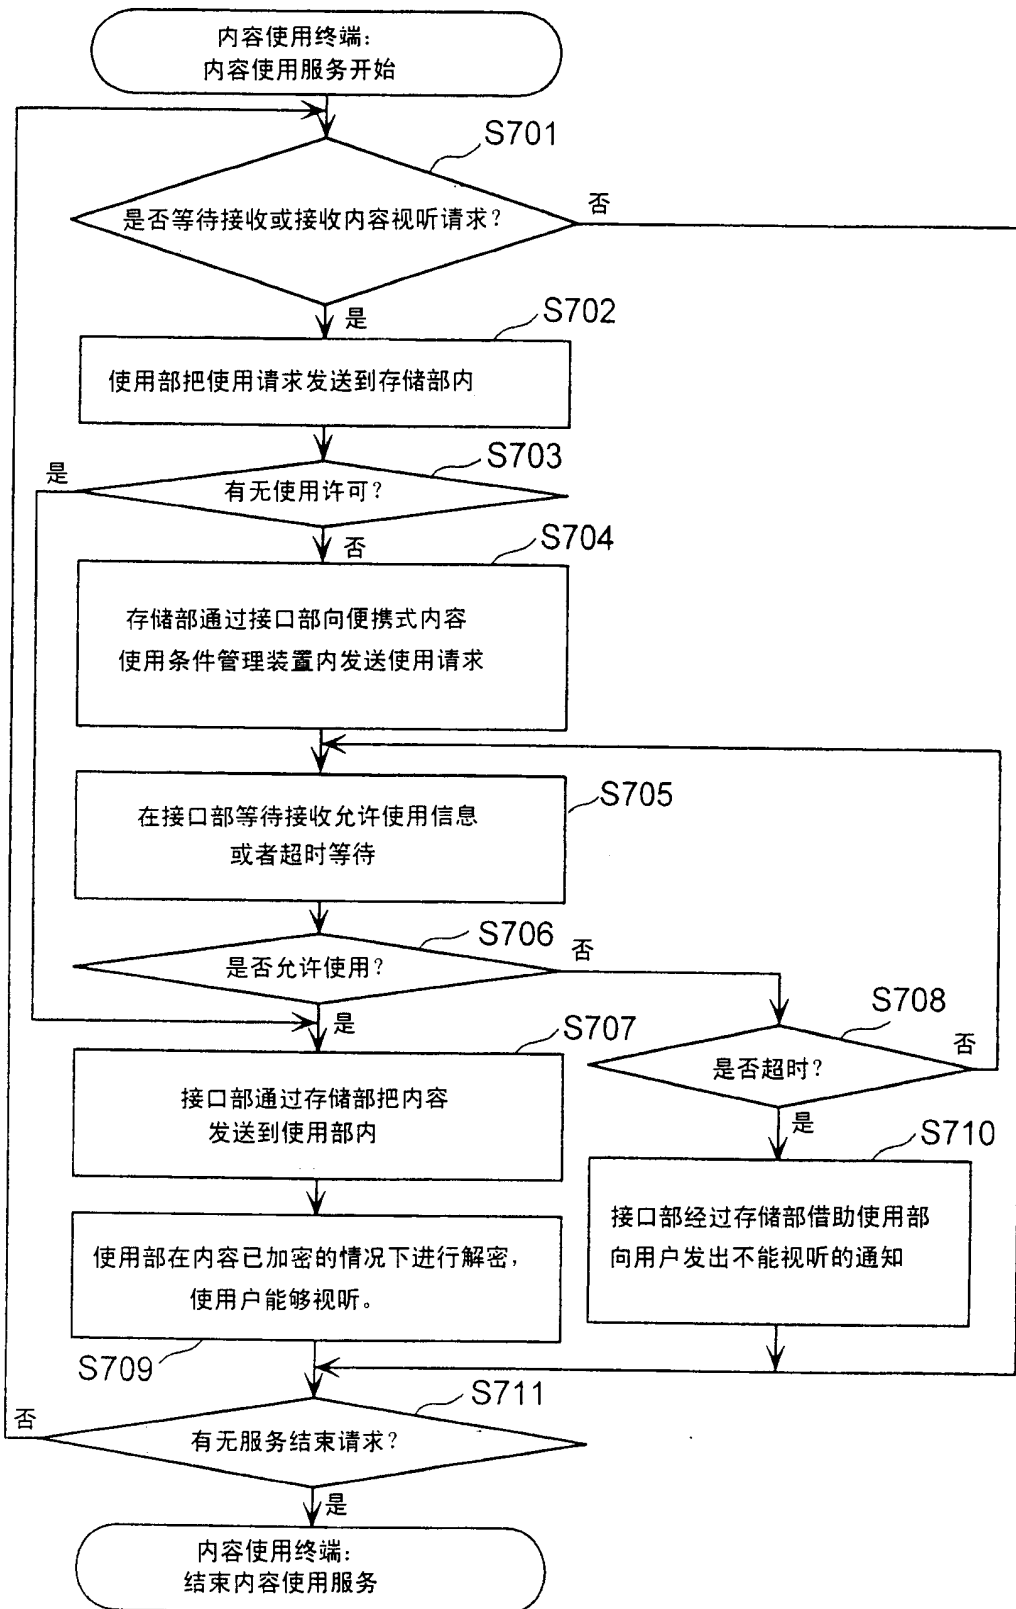 内容使用终端：
内容使用服务开始
S701
是否等待接收或接收内容视听请求？
否
是
S702
使用部把使用请求发送到存储部内
S703
是
有无使用许可？
否
S704
存储部通过接口部向便携式内容
使用条件管理装置内发送使用请求
S705
在接口部等待接收允许使用信息
或者超时等待
S706
否
是否允许使用？
是
S707
S708
否
是否超时？
接口部通过存储部把内容
发送到使用部内
是
S710
接口部经过存储部借助使用部
向用户发出不能视听的通知
使用部在内容已加密的情况下进行解密，
使用户能够视听。
S709
S711
否
有无服务结束请求？
是
内容使用终端：
结束内容使用服务